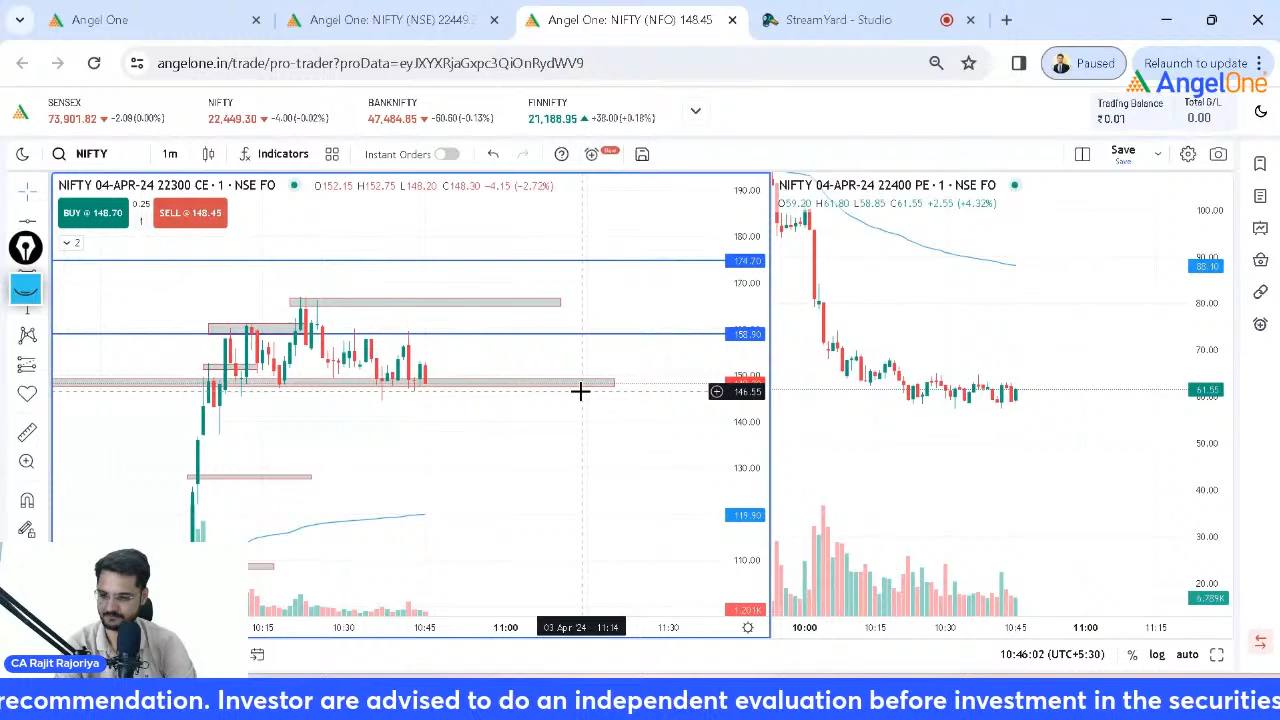 Angel One
Angel One: NIFTY (NSE) 22449.
Angel One: NIFTY (NFO) 148.45
StreamYard - Studio
angelone.in/trade/pro-trader?proData=eyJXYXRjaGxpc3QiOnRydWV9
Paused
Relaunch to update
AngelOne
SENSEX
73,901.82 -2.09(0.00%)
NIFTY
22,449.30 -4.00(-0.02%)
BANKNIFTY
47,484.85 -60.60(-0.13%)
FINNIFTY
21,188.95 +38.00(+0.18%)
Trading Balance
₹0.01
Total G/L
0.00
NIFTY
1m
Indicators
Instant Orders
New
Save
Save
NIFTY 04-APR-24 22300 CE · 1 · NSE FO
O152.15 H152.75 L148.20 C148.30 -4.15 (-2.72%)
BUY @ 148.70
0.25
1
SELL @ 148.45
2
190.00
180.00
174.70
170.00
158.90
150.00
146.55
140.00
130.00
119.90
110.00
1.201K
10:15
10:30
10:45
11:00
03 Apr '24 11:14
11:30
NIFTY 04-APR-24 22400 PE · 1 · NSE FO
O59.20 H61.80 L58.85 C61.55 +2.55 (+4.32%)
100.00
88.10
80.00
70.00
61.55
50.00
40.00
30.00
20.00
6.789K
10:00
10:15
10:30
10:45
11:00
11:15
10:46:02 (UTC+5:30)
%
log
auto
CA Rajit Rajoriya
recommendation. Investor are advised to do an independent evaluation before investment in the securities